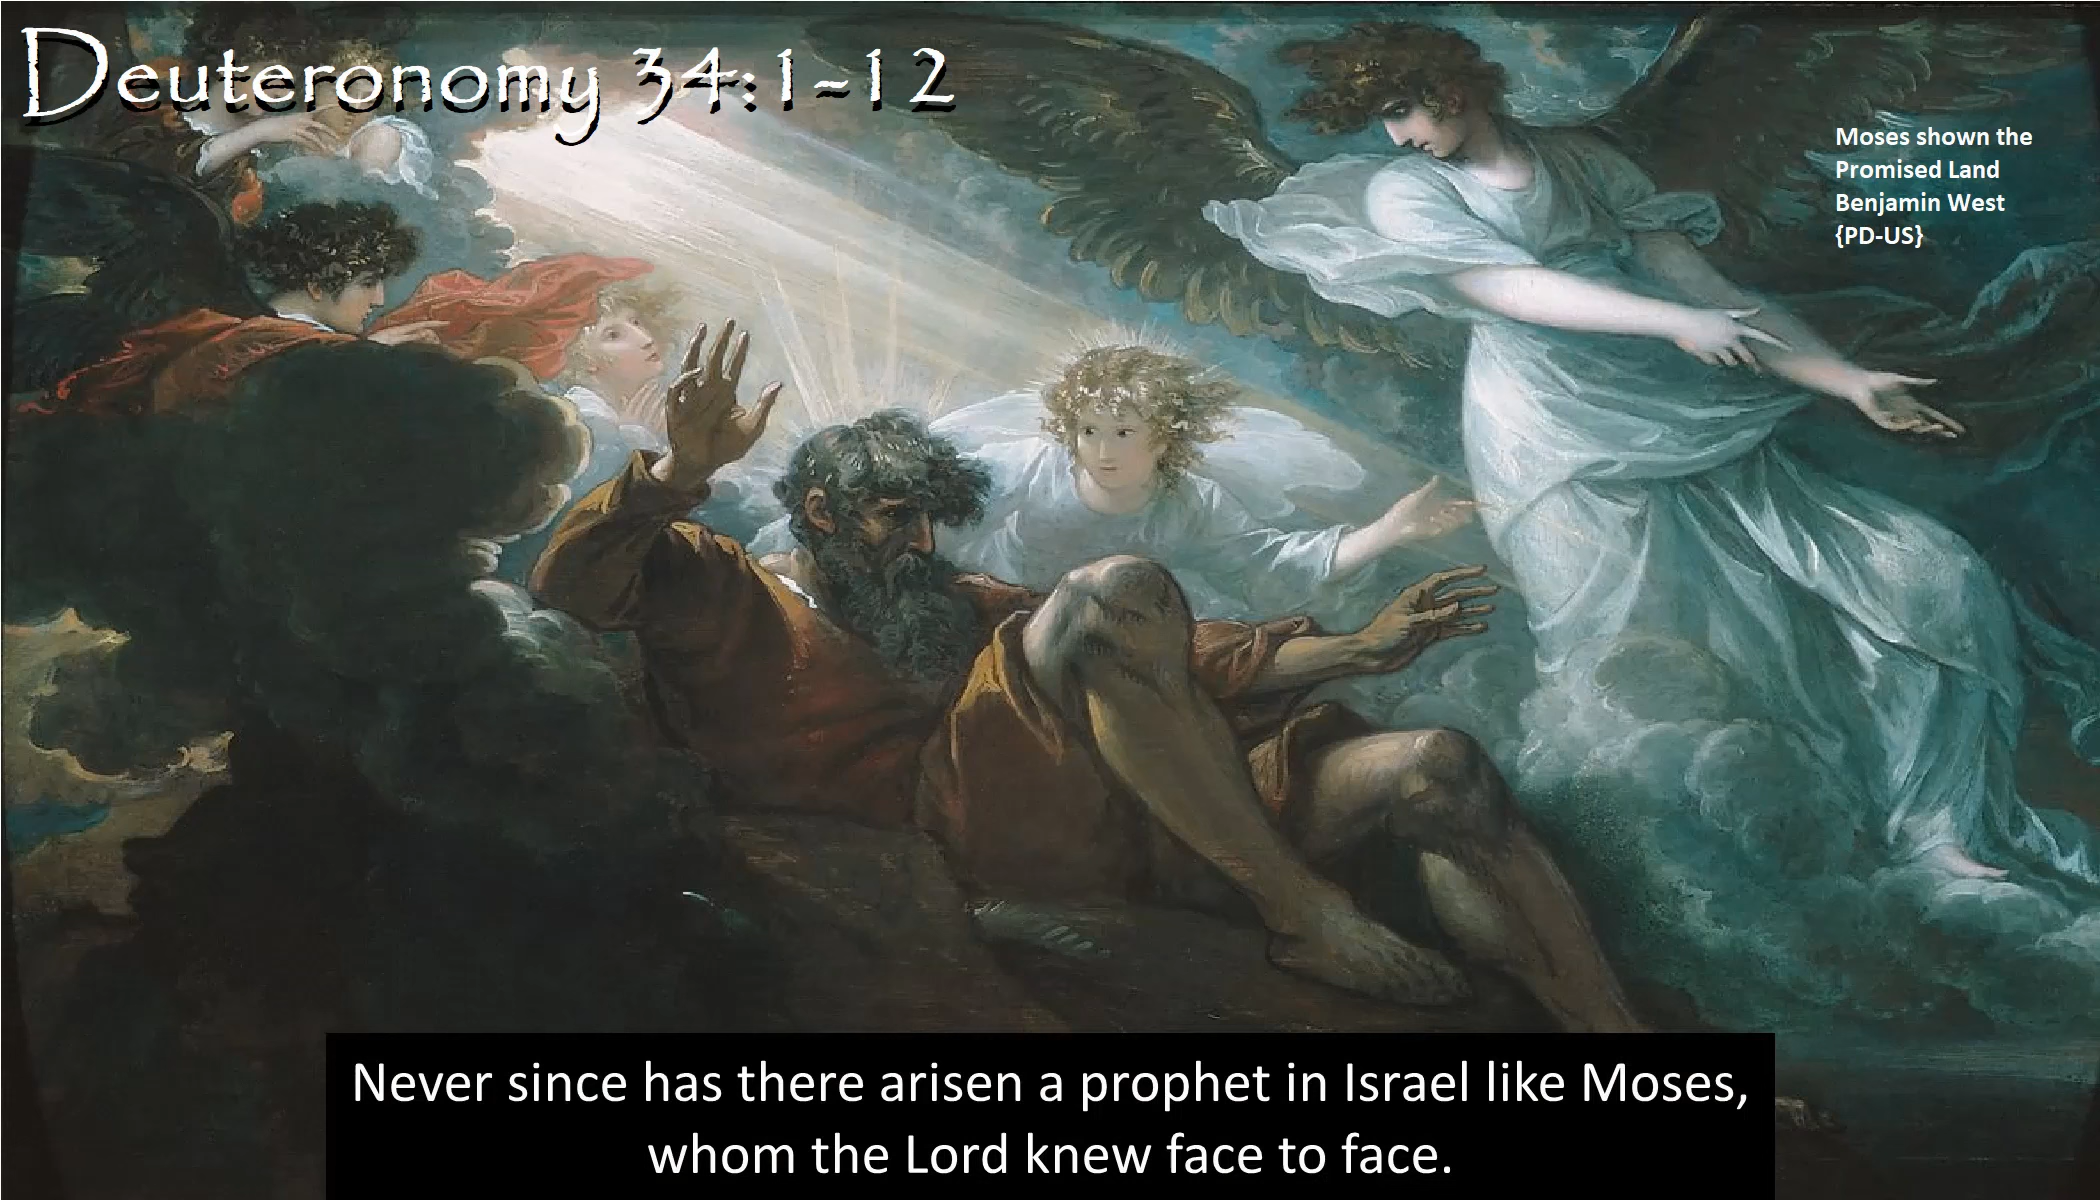 Deuteronomy 34:1-12
Moses shown the
Promised Land
Benjamin West
{PD-US}
Never since has there arisen a prophet in Israel like Moses,
whom the Lord knew face to face.